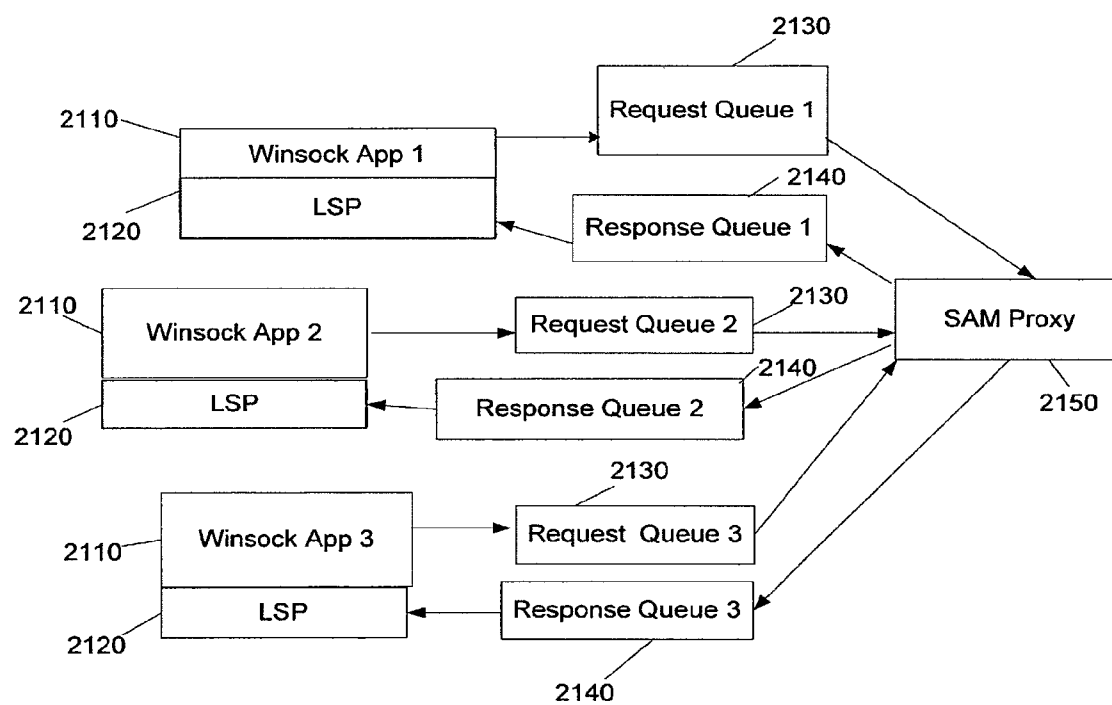 2130
Request Queue 1
2110
Winsock App 1
2140
2120
LSP
Response Queue 1
2110
Winsock App 2
Request Queue 2
2130
SAM Proxy
2140
2120
LSP
Response Queue 2
2150
2130
2110
Winsock App 3
Request Queue 3
2120
LSP
Response Queue 3
2140